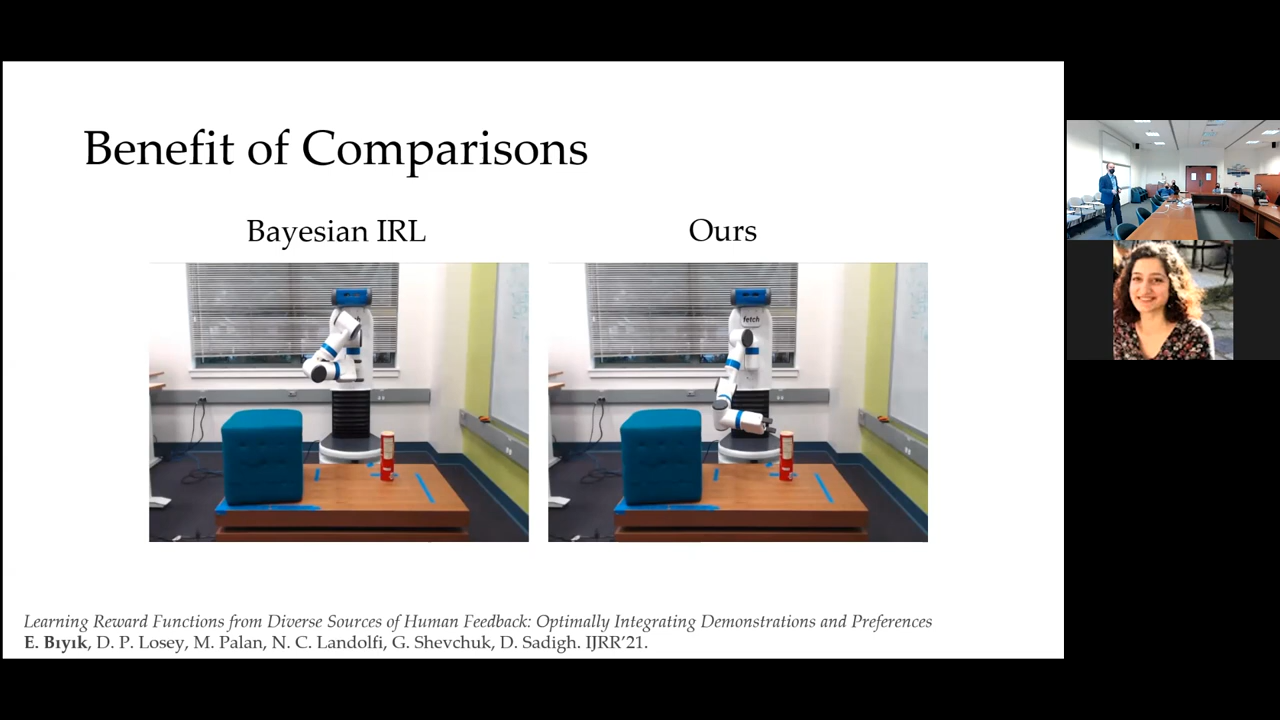 Benefit of Comparisons
Bayesian IRL
Ours
fetch
Learning Reward Functions from Diverse Sources of Human Feedback: Optimally Integrating Demonstrations and Preferences
E. Bıyık, D. P. Losey, M. Palan, N. C. Landolfi, G. Shevchuk, D. Sadigh. IJRR’21.